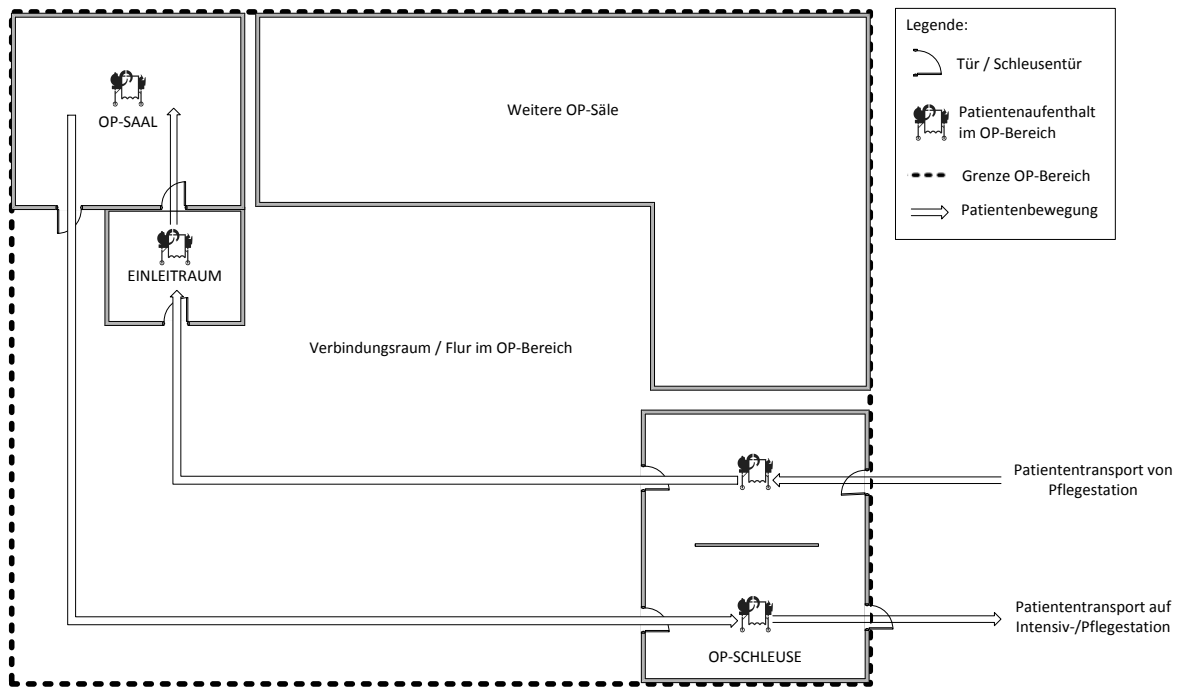 OP-SAAL
Weitere OP-Säle
EINLEITRAUM
Verbindungsraum / Flur im OP-Bereich
OP-SCHLEUSE
Patiententransport von
Pflegestation
Patiententransport auf
Intensiv-/Pflegestation
Legende:
Tür / Schleusentür
Patientenaufenthalt
im OP-Bereich
Grenze OP-Bereich
Patientenbewegung